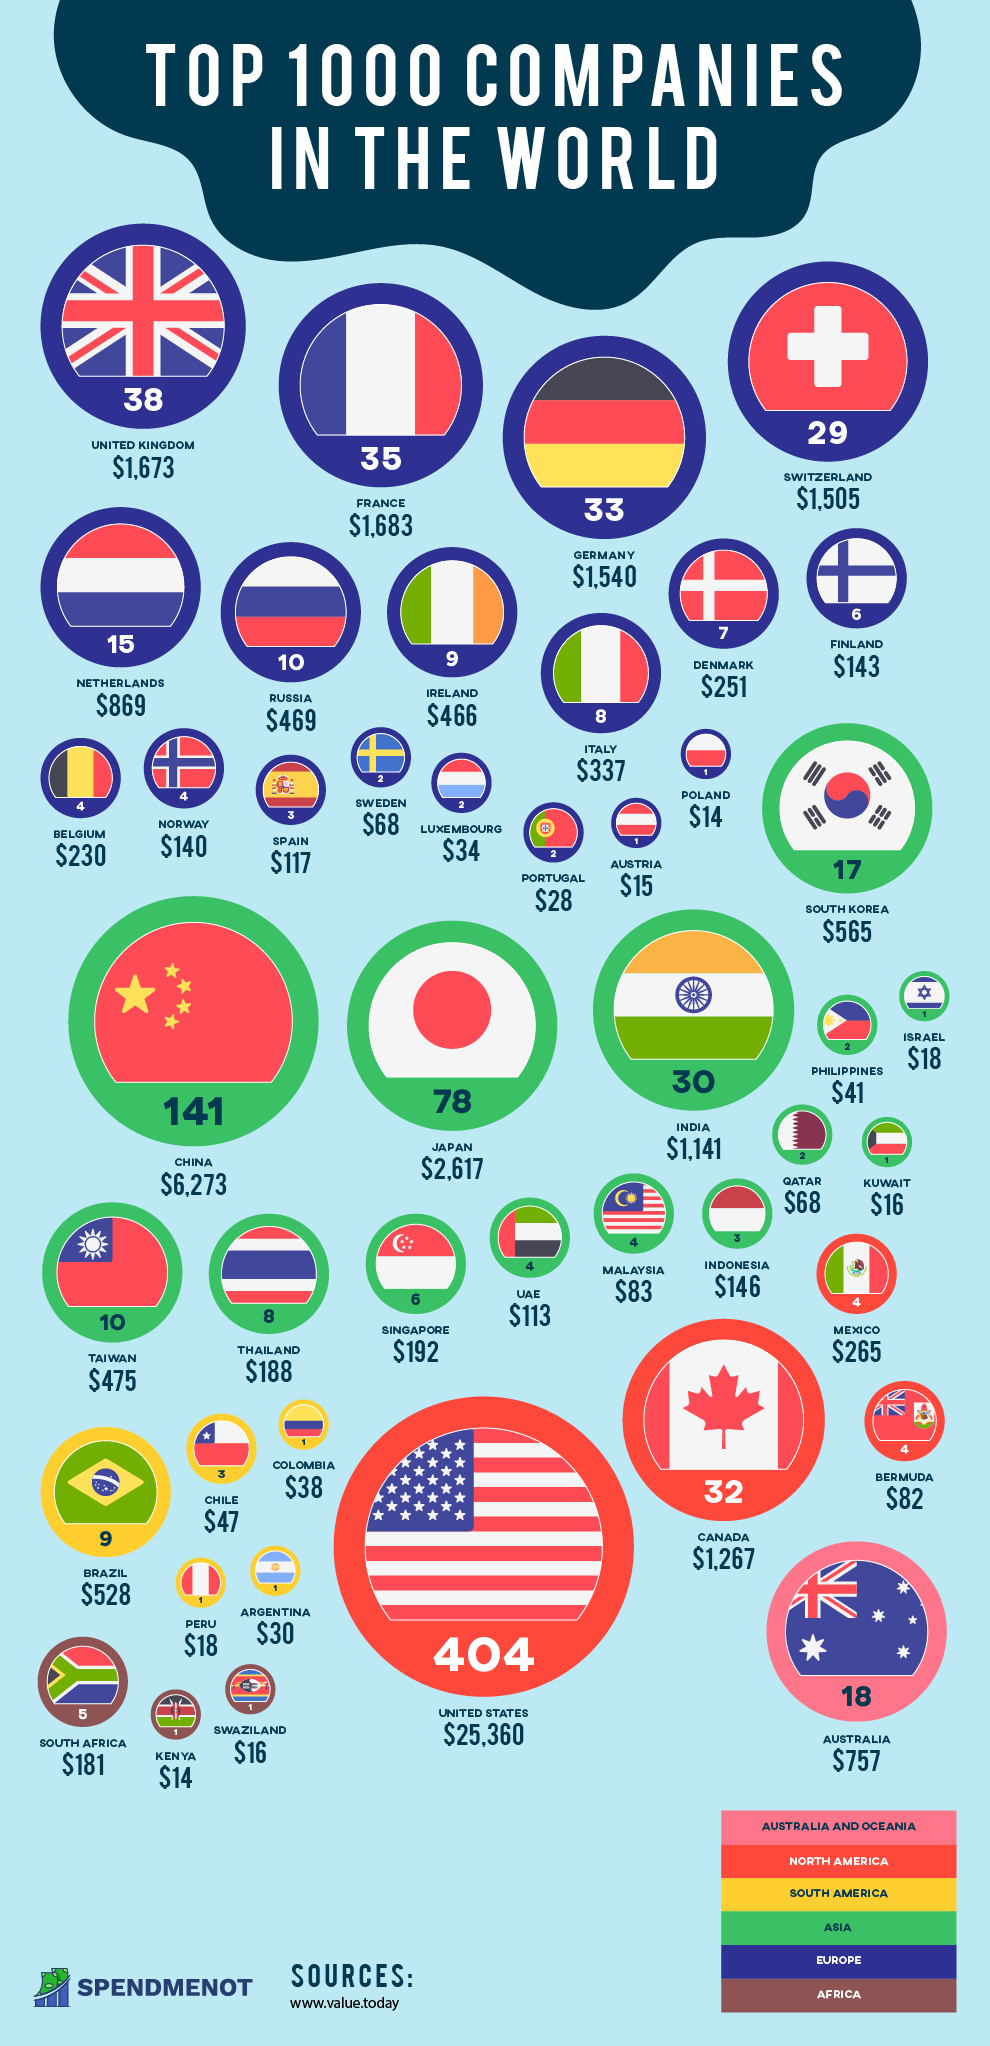 TOP 1000 COMPANIES
IN THE WORLD
38
UNITED KINGDOM
$1,673
35
FRANCE
$1,683
33
GERMANY
$1,540
29
SWITZERLAND
$1,505
15
NETHERLANDS
$869
10
RUSSIA
$469
9
IRELAND
$466
8
ITALY
$337
7
DENMARK
$251
6
FINLAND
$143
4
BELGIUM
$230
4
NORWAY
$140
3
SPAIN
$117
2
SWEDEN
$68
2
LUXEMBOURG
$34
2
PORTUGAL
$28
1
AUSTRIA
$15
1
POLAND
$14
17
SOUTH KOREA
$565
141
CHINA
$6,273
78
JAPAN
$2,617
30
INDIA
$1,141
2
PHILIPPINES
$41
1
ISRAEL
$18
2
QATAR
$68
1
KUWAIT
$16
10
TAIWAN
$475
8
THAILAND
$188
6
SINGAPORE
$192
4
UAE
$113
4
MALAYSIA
$83
3
INDONESIA
$146
4
MEXICO
$265
9
BRAZIL
$528
3
CHILE
$47
1
COLOMBIA
$38
1
PERU
$18
1
ARGENTINA
$30
404
UNITED STATES
$25,360
32
CANADA
$1,267
4
BERMUDA
$82
18
AUSTRALIA
$757
5
SOUTH AFRICA
$181
1
KENYA
$14
1
SWAZILAND
$16
AUSTRALIA AND OCEANIA
NORTH AMERICA
SOUTH AMERICA
ASIA
EUROPE
AFRICA
SPENDMENOT
SOURCES:
www.value.today